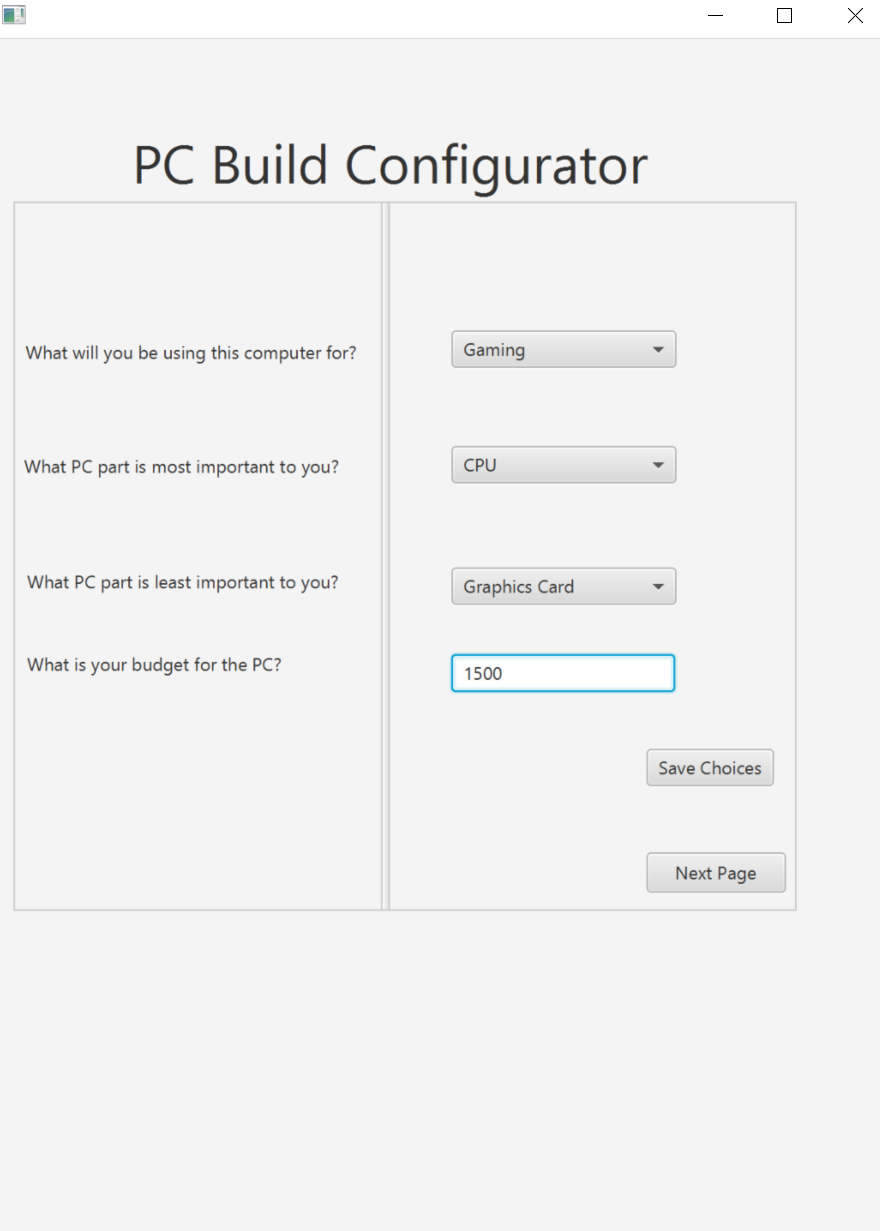 PC Build Configurator
What will you be using this computer for?
Gaming
What PC part is most important to you?
CPU
What PC part is least important to you?
Graphics Card
What is your budget for the PC?
1500
Save Choices
Next Page